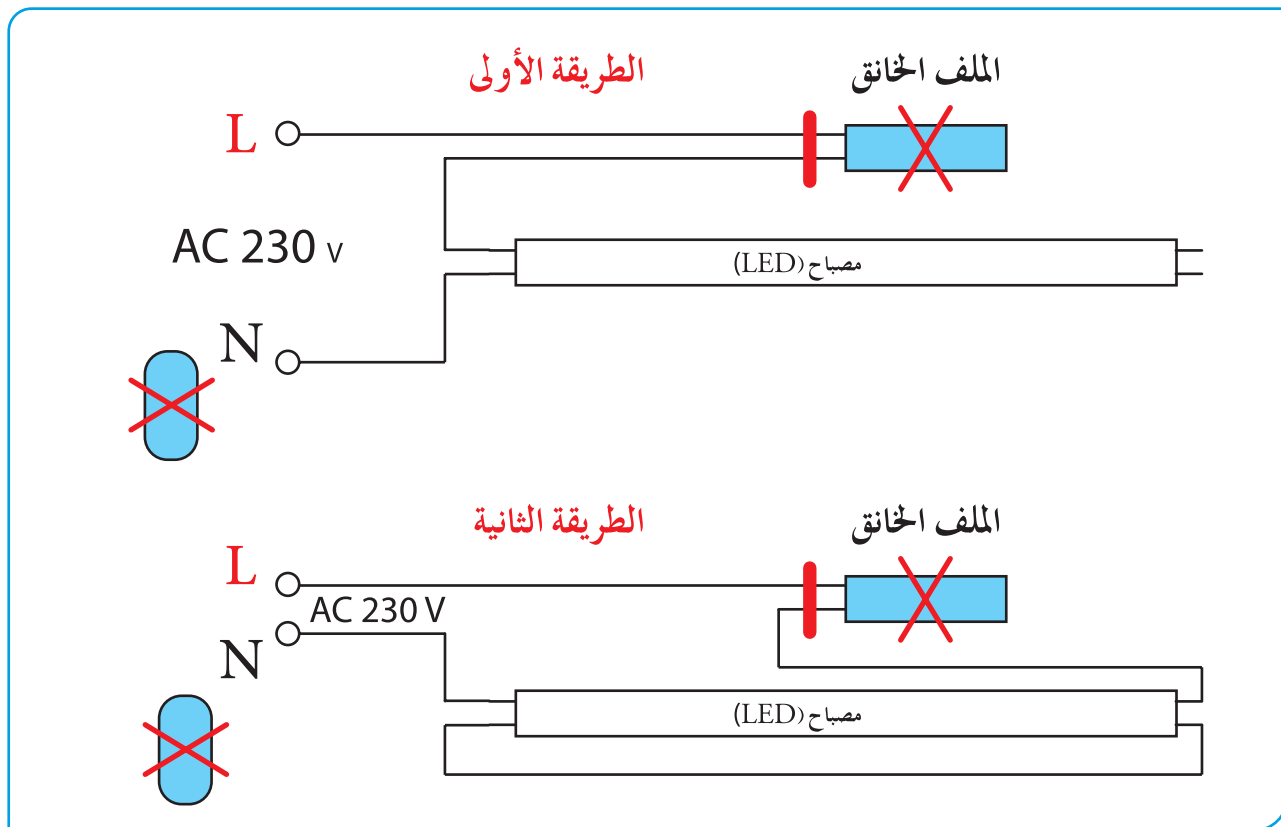 الطريقة الأولى
الملف الخانق
L
AC 230 V
مصباح (LED)
N
الطريقة الثانية
الملف الخانق
L
AC 230 V
N
مصباح (LED)